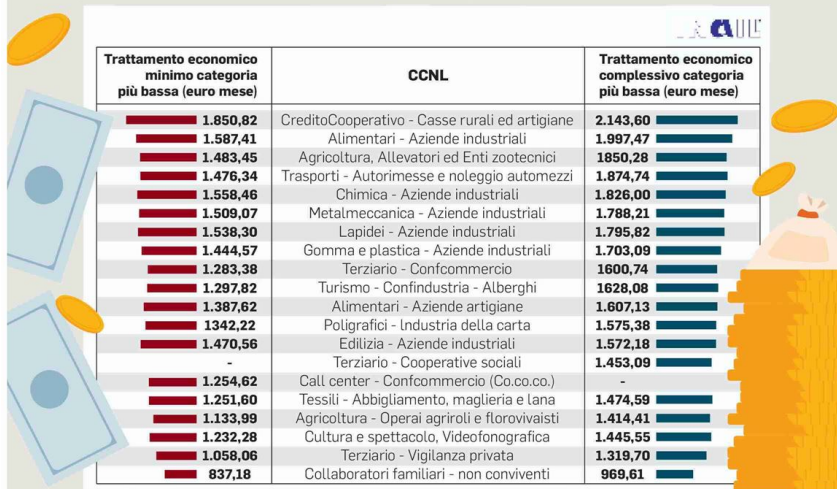 Trattamento economico
minimo categoria
più bassa (euro mese)
CCNL
Trattamento economico
complessivo categoria
più bassa (euro mese)
1.850,82 CreditoCooperativo - Casse rurali ed artigiane 2.143,60
1.587,41 Alimentari - Aziende industriali 1.997,47
1.483,45 Agricoltura, Allevatori ed Enti zootecnici 1850,28
1.476,34 Trasporti - Autorimesse e noleggio automezzi 1.874,74
1.558,46 Chimica - Aziende industriali 1.826,00
1.509,07 Metalmeccanica - Aziende industriali 1.788,21
1.538,30 Lapidei - Aziende industriali 1.795,82
1.444,57 Gomma e plastica - Aziende industriali 1.703,09
1.283,38 Terziario - Confcommercio 1600,74
1.297,82 Turismo - Confindustria - Alberghi 1628,08
1.387,62 Alimentari - Aziende artigiane 1.607,13
1342,22 Poligrafici - Industria della carta 1.575,38
1.470,56 Edilizia - Aziende industriali 1.572,18
- Terziario - Cooperative sociali 1.453,09
1.254,62 Call center - Confcommercio (Co.co.co.) -
1.251,60 Tessili - Abbigliamento, maglieria e lana 1.474,59
1.133,99 Agricoltura - Operai agriroli e florovivaisti 1.414,41
1.232,28 Cultura e spettacolo, Videofonografica 1.445,55
1.058,06 Terziario - Vigilanza privata 1.319,70
837,18 Collaboratori familiari - non conviventi 969,61